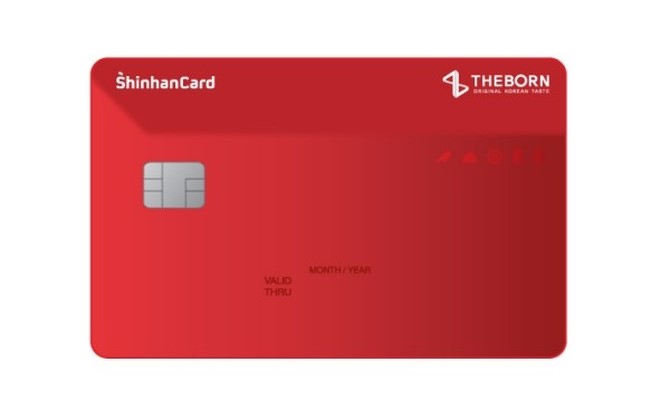 ShinhanCard
THEBORN
ORIGINAL KOREAN TASTE
MONTH / YEAR
VALID
THRU